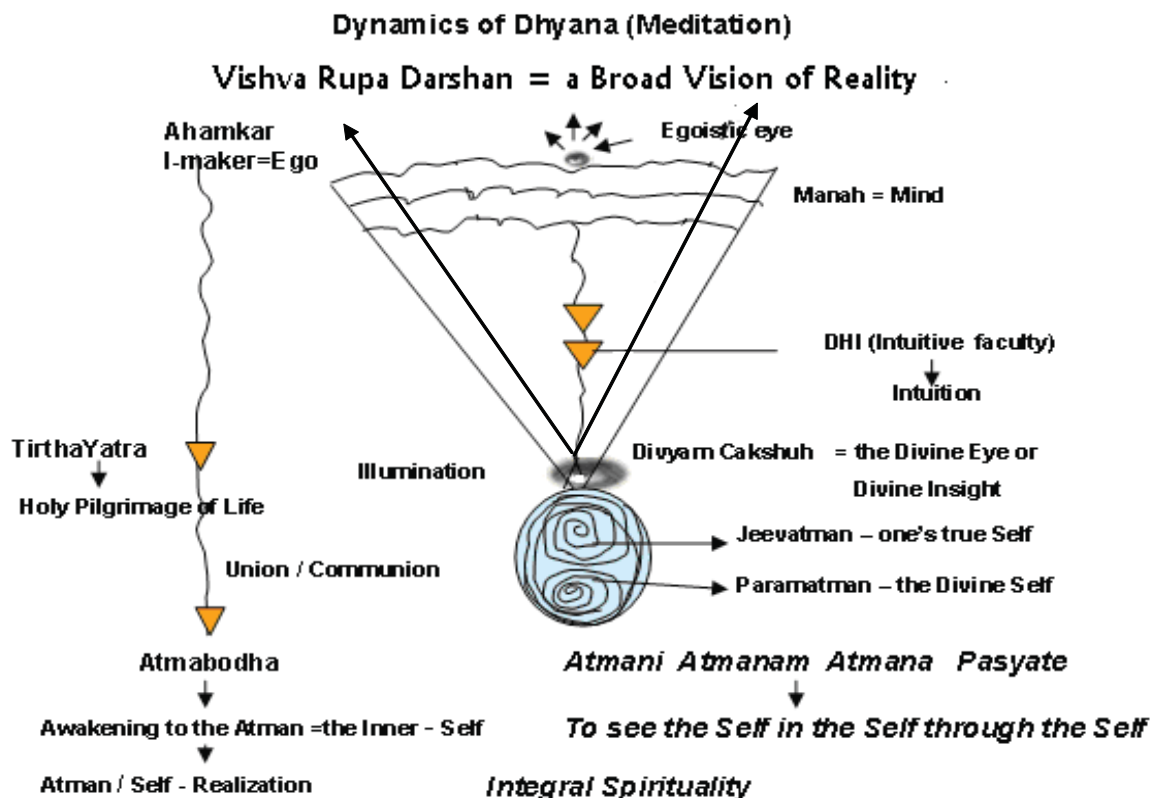 Dynamics of Dhyana (Meditation)
Vishva Rupa Darshan = a Broad Vision of Reality
Ahamkar
I-maker=Ego
Egoistic eye
Manah = Mind
DHI (Intuitive faculty)
Intuition
TirthaYatra
Holy Pilgrimage of Life
Illumination
Divyam Cakshuh = the Divine Eye or
Divine Insight
Jeevatman – one's true Self
Union / Communion
Paramatman – the Divine Self
Atmabodha
Atmani Atmanam Atmana Pasyate
Awakening to the Atman =the Inner - Self
To see the Self in the Self through the Self
Atman / Self - Realization
Integral Spirituality